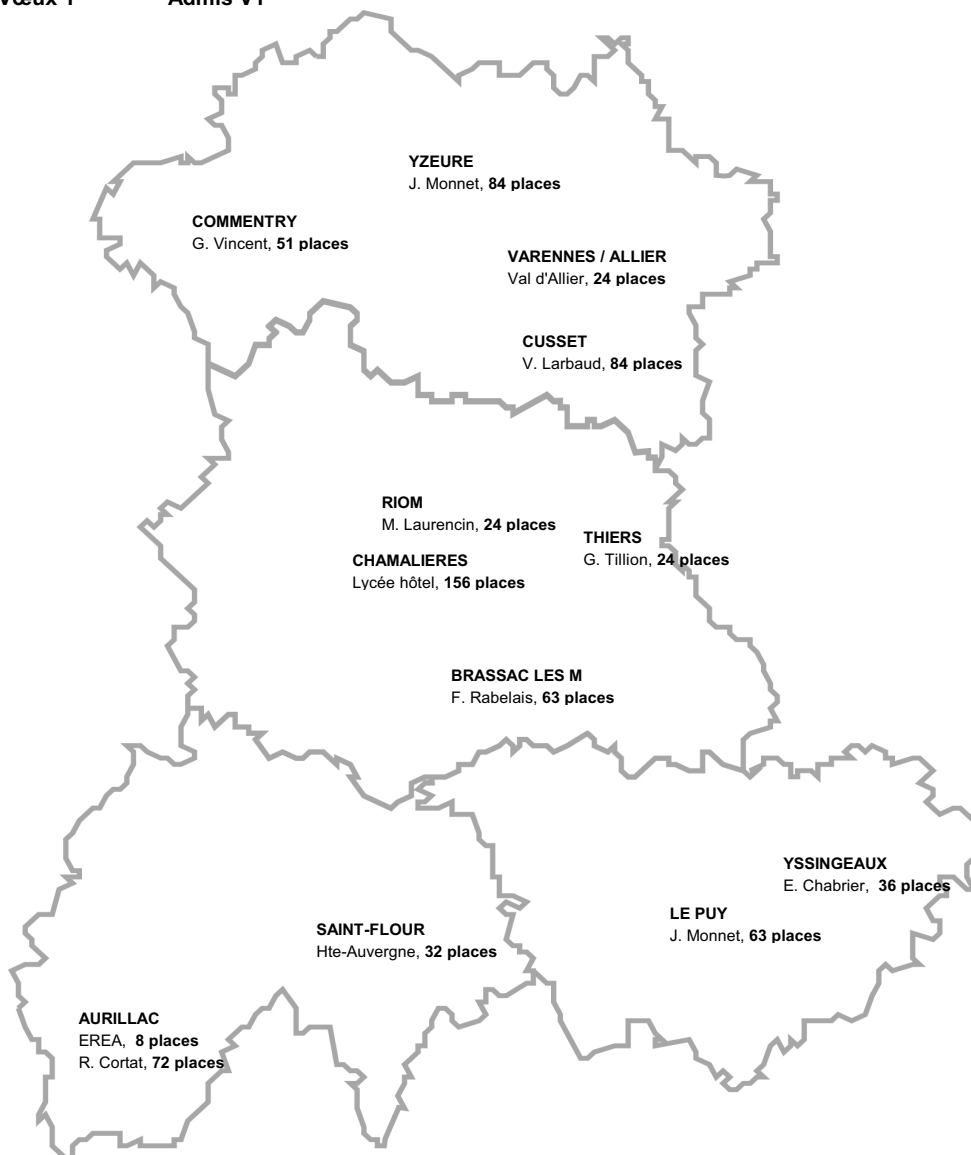 Vœux 1 Admis V1
YZEURE
J. Monnet, 84 places
COMMENTRY
G. Vincent, 51 places
VARENNES / ALLIER
Val d'Allier, 24 places
CUSSET
V. Larbaud, 84 places
RIOM
M. Laurencin, 24 places
THIERS
G. Tillion, 24 places
CHAMALIERES
Lycée hôtel, 156 places
BRASSAC LES M
F. Rabelais, 63 places
YSSINGEAUX
E. Chabrier, 36 places
LE PUY
J. Monnet, 63 places
SAINT-FLOUR
Hte-Auvergne, 32 places
AURILLAC
EREA, 8 places
R. Cortat, 72 places